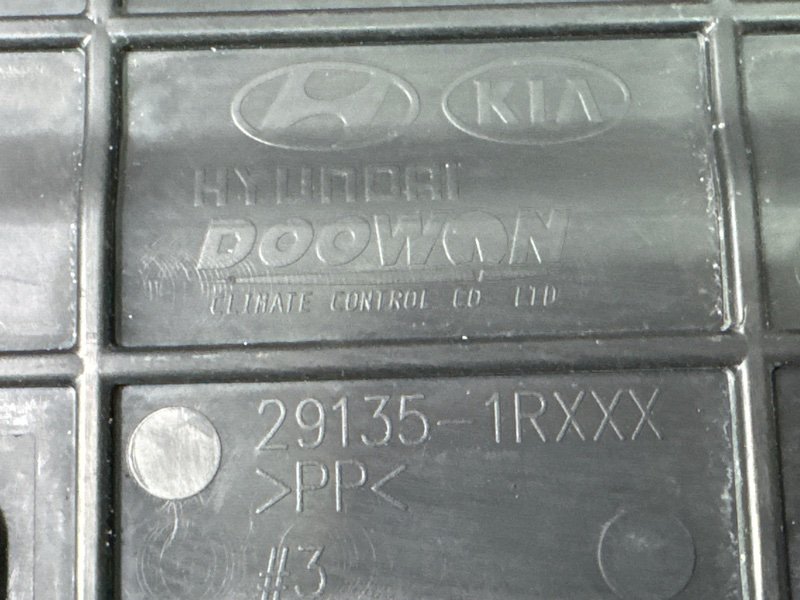 KIA
HYUNDAI
DOOWON
CLIMATE CONTROL CO LTD
29135-1RXXX
>PP<
#3